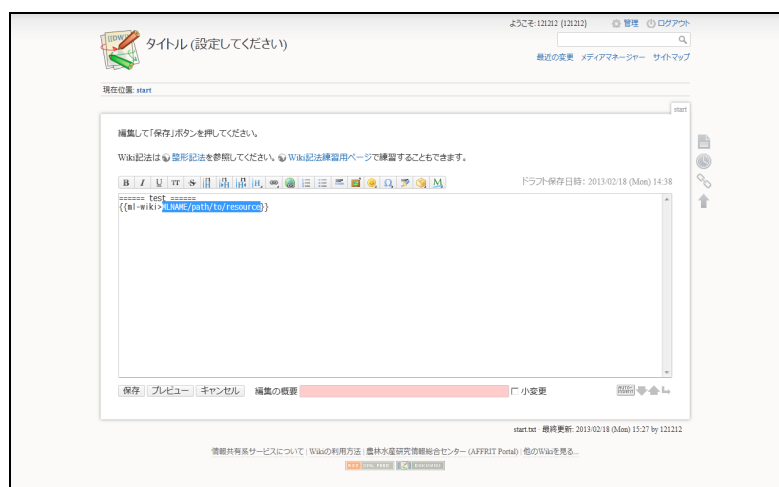 ようこそ:121212 (121212) 管理 ログアウト
タイトル (設定してください)
最近の変更 メディアマネージャー サイトマップ
現在位置: start
start
編集して「保存」ボタンを押してください。
Wiki記法は 整形記法を参照してください。 Wiki記法練習用ページで練習することもできます。
B I U TT S
ドラフト保存日時: 2013/02/18 (Mon) 14:38
====== test ======
{{ml-wiki>MLNAME/path/to/resource}}
保存 プレビュー キャンセル 編集の概要 小変更
start.txt · 最終更新: 2013/02/18 (Mon) 15:27 by 121212
情報共有系サービスについて | Wikiの利用方法 | 農林水産研究情報総合センター (AFFRIT Portal) | 他のWikiを見る...